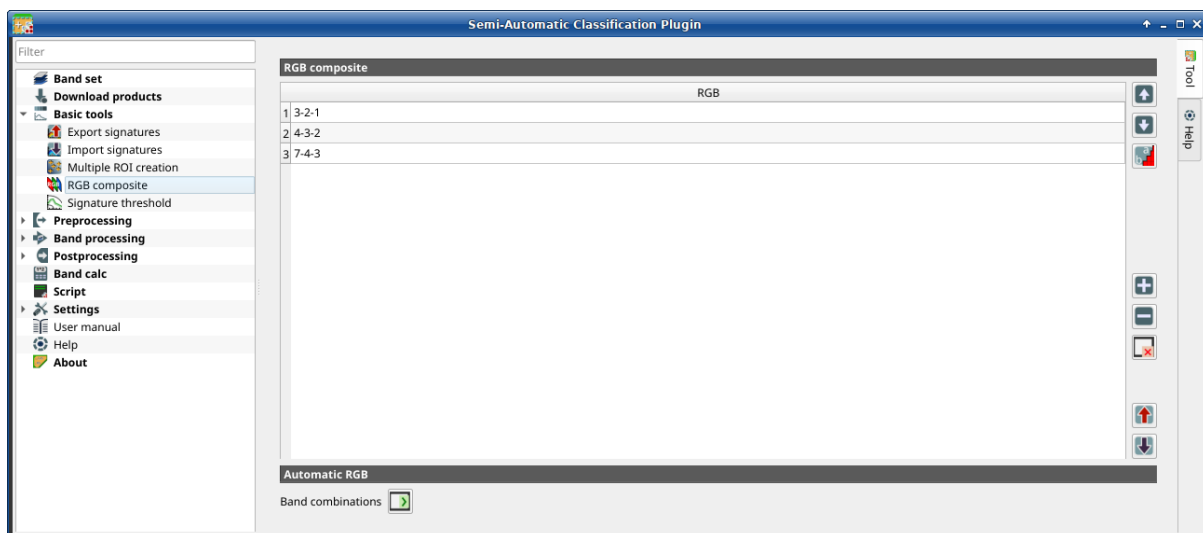 Semi-Automatic Classification Plugin
Filter
Band set
Download products
Basic tools
Export signatures
Import signatures
Multiple ROI creation
RGB composite
Signature threshold
Preprocessing
Band processing
Postprocessing
Band calc
Script
Settings
User manual
Help
About
RGB composite
RGB
1 3-2-1
2 4-3-2
3 7-4-3
Automatic RGB
Band combinations
Tool
Help